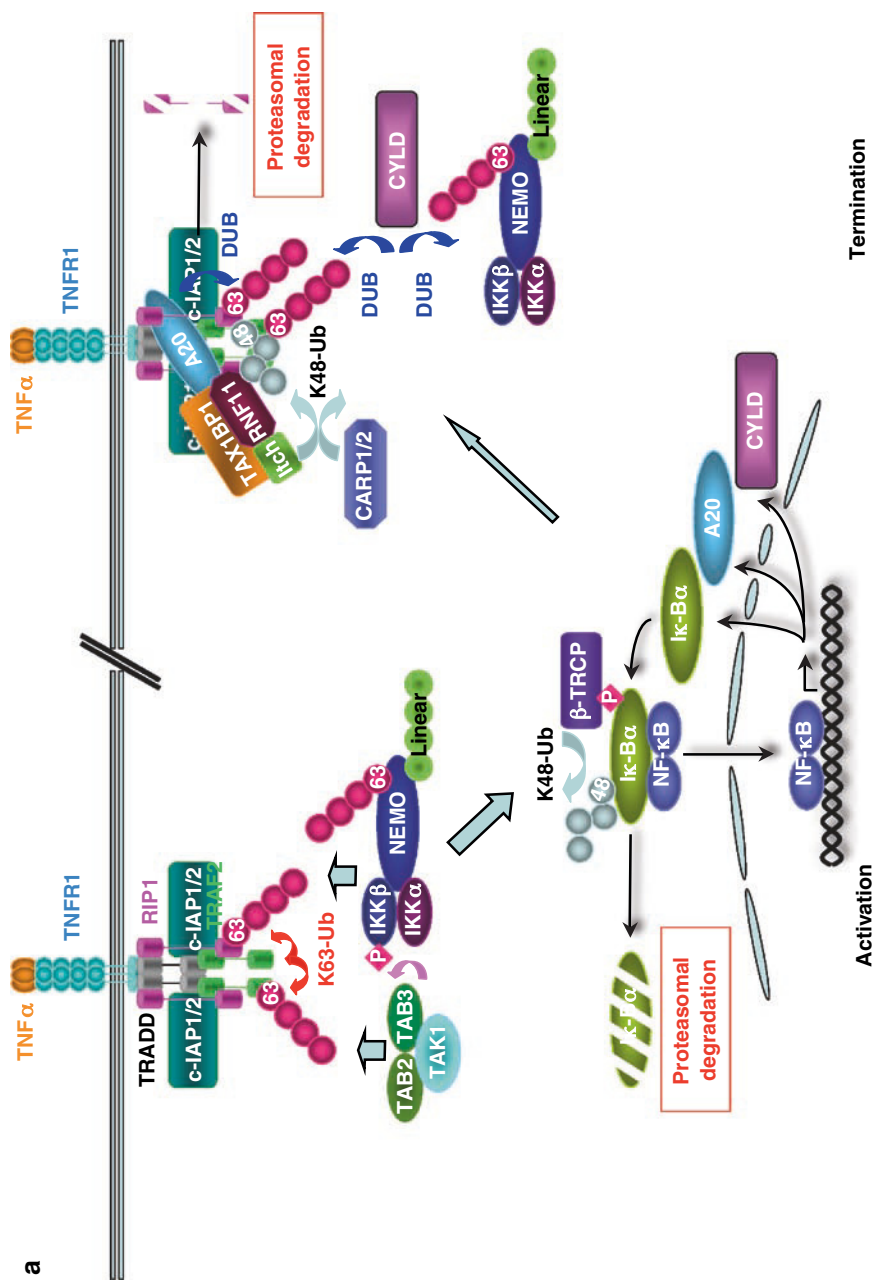 a
TNFα
TNFR1
TRADD
RIP1
c-IAP1/2
c-IAP1/2
TRAF2
63
63
K63-Ub
TAB2
TAB3
TAK1
P
IKKβ
IKKα
NEMO
63
Linear
K48-Ub
β-TRCP
P
48
Iκ-Bα
NF-κB
Iκ-Bα
Proteasomal
degradation
NF-κB
Iκ-Bα
A20
CYLD
Activation
TNFα
TNFR1
c-IAP1/2
A20
TAX1BP1
RNF11
Itch
48
63
63
DUB
K48-Ub
CARP1/2
Proteasomal
degradation
DUB
DUB
CYLD
IKKβ
IKKα
NEMO
63
Linear
Termination